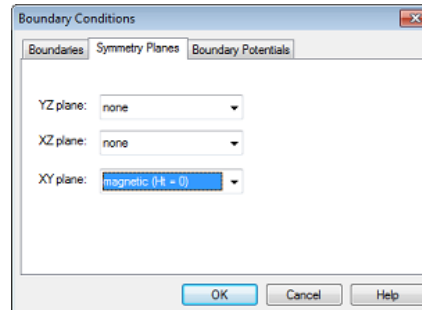 Boundary Conditions
Boundaries Symmetry Planes Boundary Potentials
YZ plane: none
XZ plane: none
XY plane: magnetic (Ht = 0)
OK Cancel Help